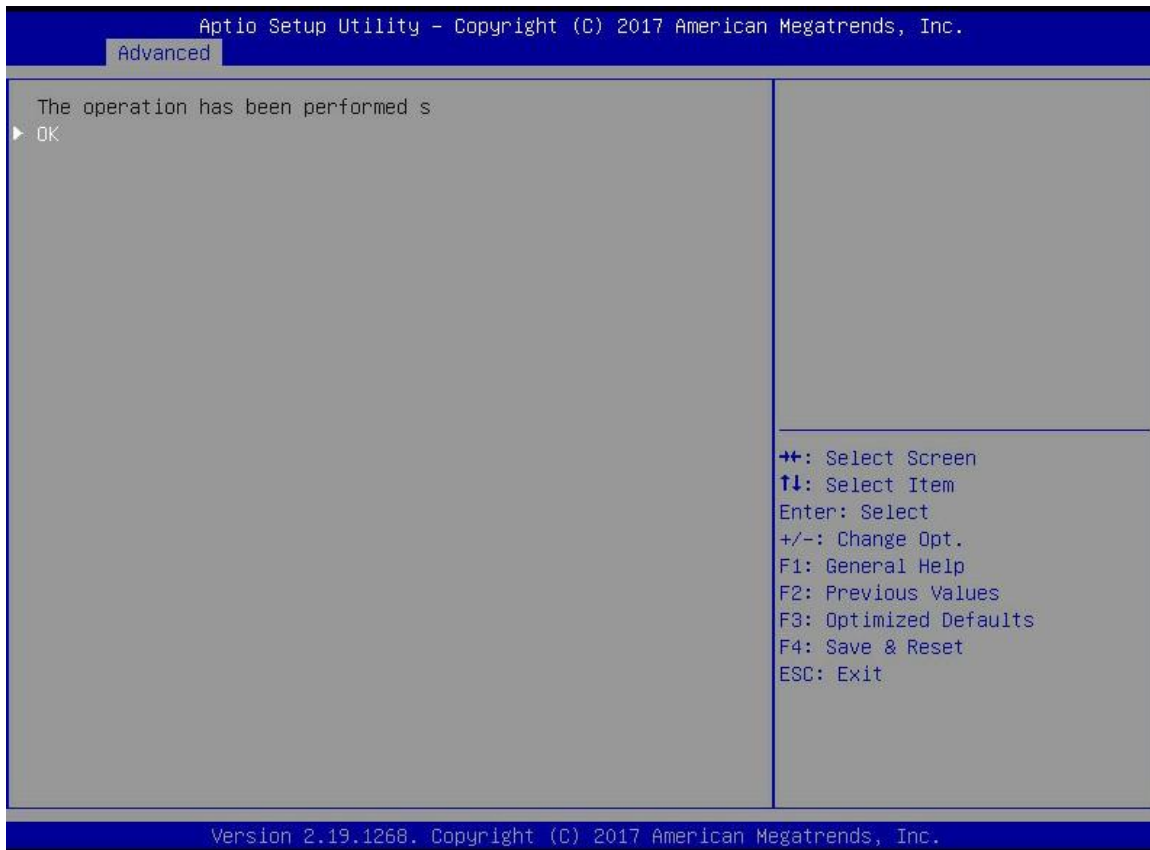 Aptio Setup Utility – Copyright (C) 2017 American Megatrends, Inc.
Advanced
The operation has been performed s
► OK
→←: Select Screen
↑↓: Select Item
Enter: Select
+/-: Change Opt.
F1: General Help
F2: Previous Values
F3: Optimized Defaults
F4: Save & Reset
ESC: Exit
Version 2.19.1268. Copyright (C) 2017 American Megatrends, Inc.